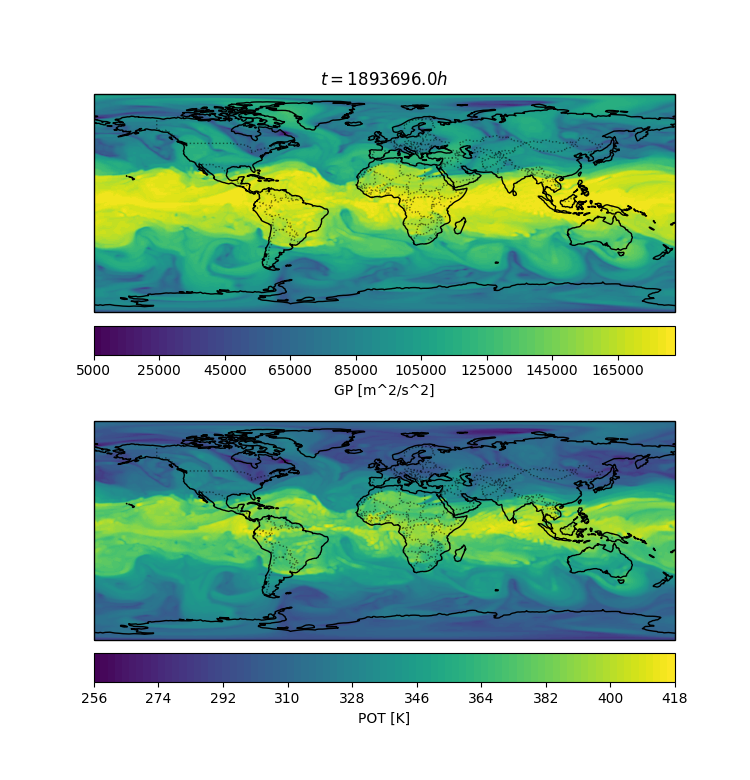 t = 1893696.0h
5000 25000 45000 65000 85000 105000 125000 145000 165000
GP [m^2/s^2]
256 274 292 310 328 346 364 382 400 418
POT [K]